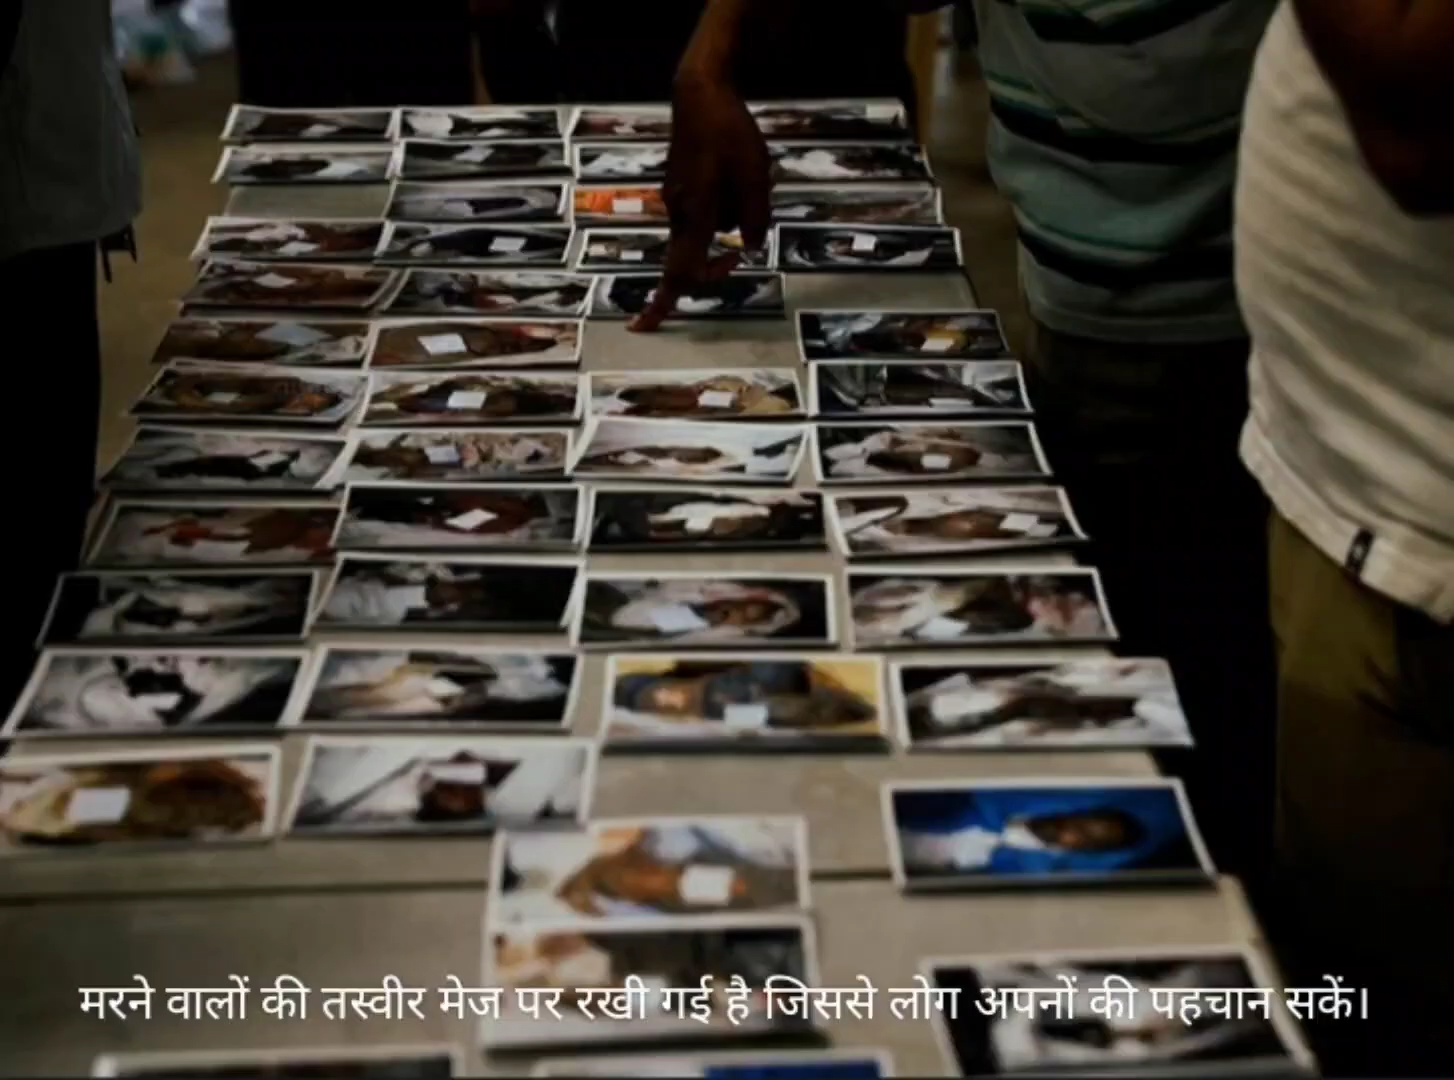 मरने वालों की तस्वीर मेज पर रखी गई है जिससे लोग अपनों की पहचान सकें।